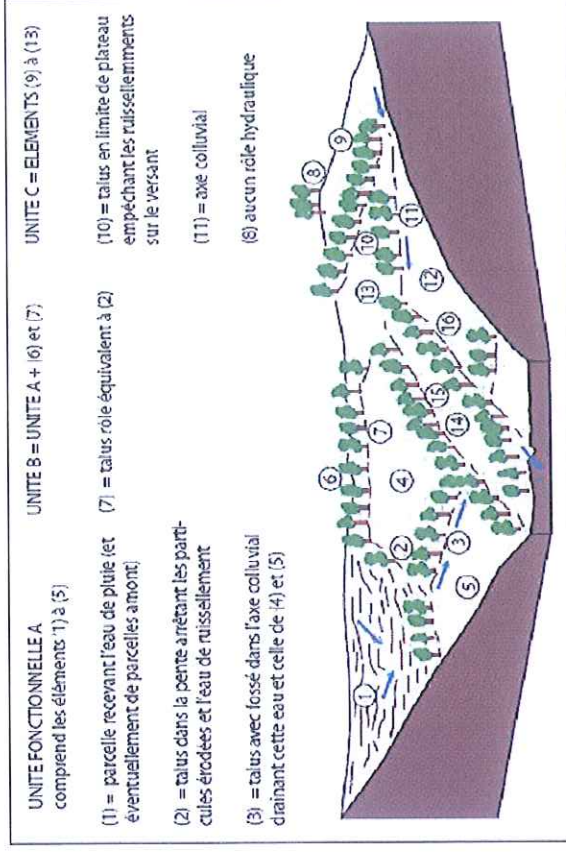 UNITE FONCTIONNELLE A
comprend les éléments '1) à (5)
(1) = parcelle recevant l'eau de pluie (et
éventuellement de parcelles amont)
(2) = talus dans la pente arrêtant les parti-
cules érodées et l'eau de ruissellement
(3) = talus avec fossé dans l'axe colluvial
drainant cette eau et celle de (4) et (5)
UNITE B = UNITE A + (6) et (7)
(7) = talus rôle équivalent à (2)
UNITE C = ELEMENTS (9) à (13)
(10) = talus en limite de plateau
empêchant les ruissellemments
sur le versant
(11) = axe colluvial
(8) aucun rôle hydraulique
1
2
3
4
5
6
7
8
9
10
11
12
13
14
15
16